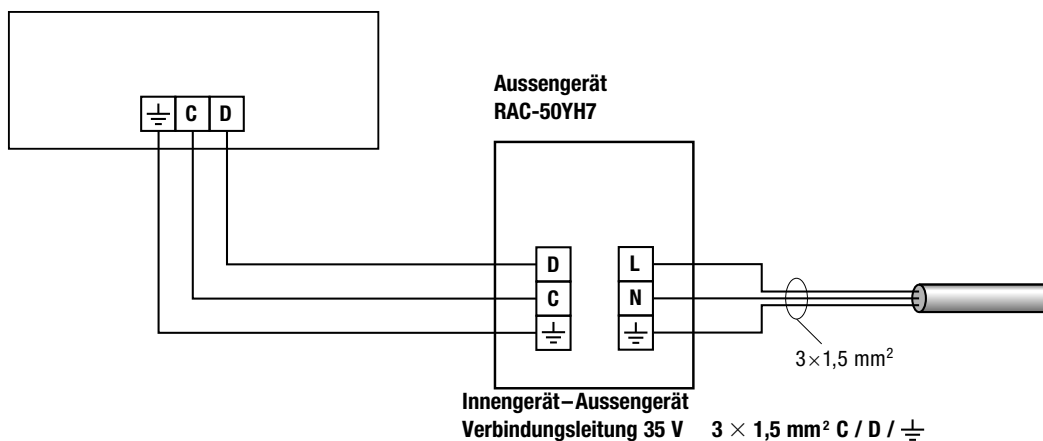 ⏚ C D
Aussengerät
RAC-50YH7
D L
C N
⏚ ⏚
3×1,5 mm²
Innengerät–Aussengerät
Verbindungsleitung 35 V 3 × 1,5 mm² C / D / ⏚